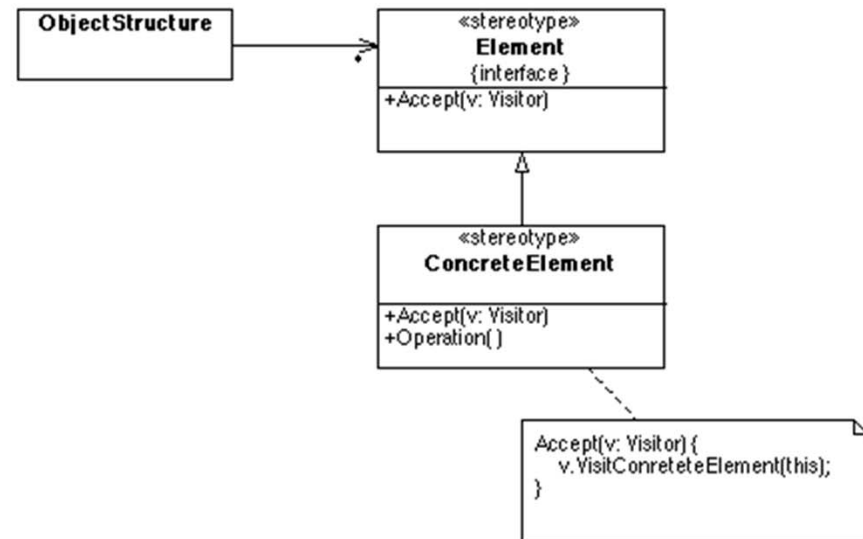 ObjectStructure
«stereotype»
Element
{interface }
+Accept(v: Visitor)
«stereotype»
ConcreteElement
+Accept(v: Visitor)
+Operation( )
Accept(v: Visitor) {
v.VisitConreteteElement(this);
}